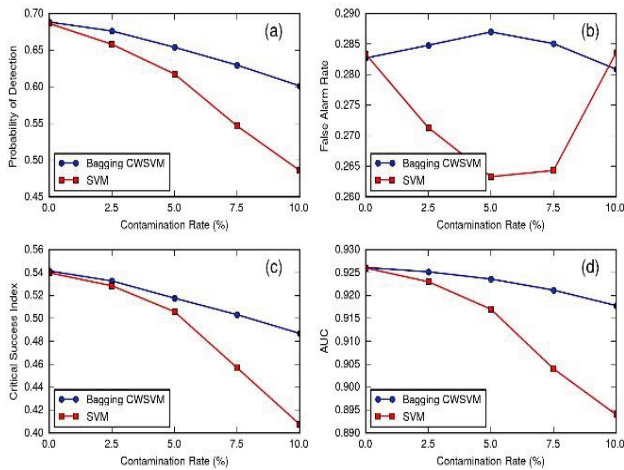 (a)
0.70
0.65
0.60
0.55
0.50
0.45
Probability of Detection
Bagging CWSVM
SVM
0.0 2.5 5.0 7.5 10.0
Contamination Rate (%)
(b)
0.290
0.285
0.280
0.275
0.270
0.265
0.260
False Alarm Rate
Bagging CWSVM
SVM
0.0 2.5 5.0 7.5 10.0
Contamination Rate (%)
(c)
0.56
0.54
0.52
0.50
0.48
0.46
0.44
0.42
0.40
Critical Success Index
Bagging CWSVM
SVM
0.0 2.5 5.0 7.5 10.0
Contamination Rate (%)
(d)
0.930
0.925
0.920
0.915
0.910
0.905
0.900
0.895
0.890
AUC
Bagging CWSVM
SVM
0.0 2.5 5.0 7.5 10.0
Contamination Rate (%)